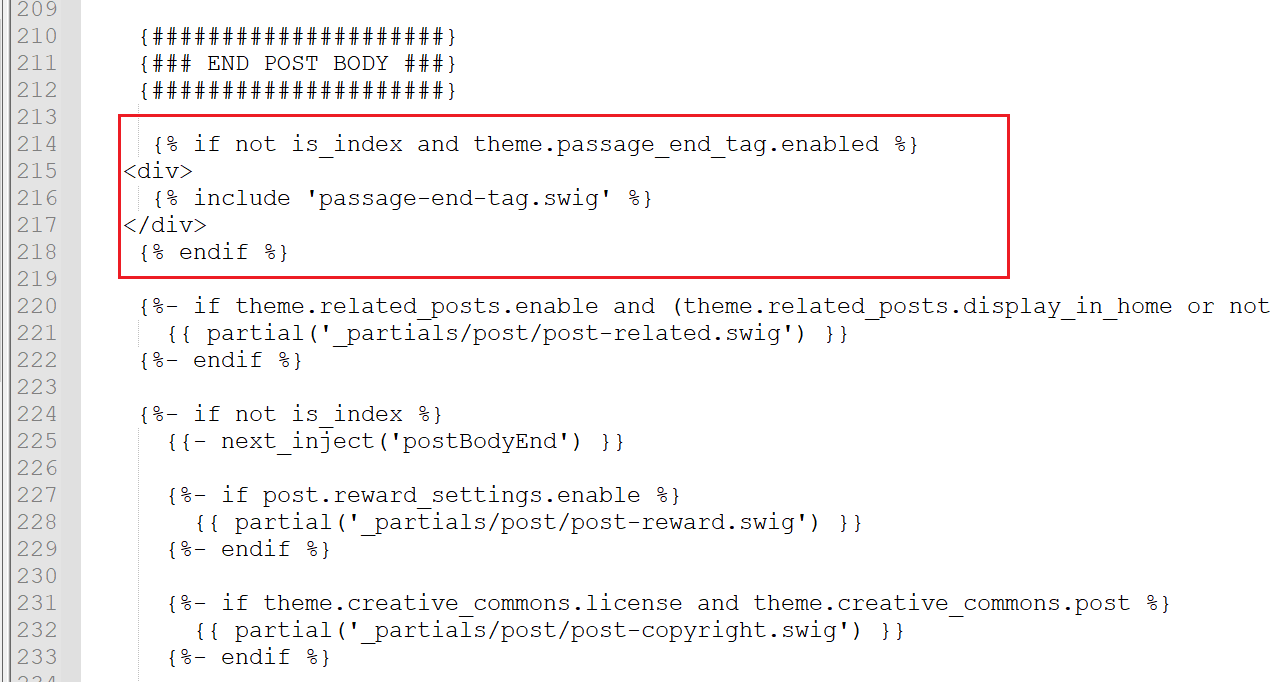 209
210 {#####################}
211 {### END POST BODY ###}
212 {#####################}
213
214 {% if not is_index and theme.passage_end_tag.enabled %}
215 <div>
216 {% include 'passage-end-tag.swig' %}
217 </div>
218 {% endif %}
219
220 {%- if theme.related_posts.enable and (theme.related_posts.display_in_home or not
221 {{ partial('_partials/post/post-related.swig') }}
222 {%- endif %}
223
224 {%- if not is_index %}
225 {{- next_inject('postBodyEnd') }}
226
227 {%- if post.reward_settings.enable %}
228 {{ partial('_partials/post/post-reward.swig') }}
229 {%- endif %}
230
231 {%- if theme.creative_commons.license and theme.creative_commons.post %}
232 {{ partial('_partials/post/post-copyright.swig') }}
233 {%- endif %}
234